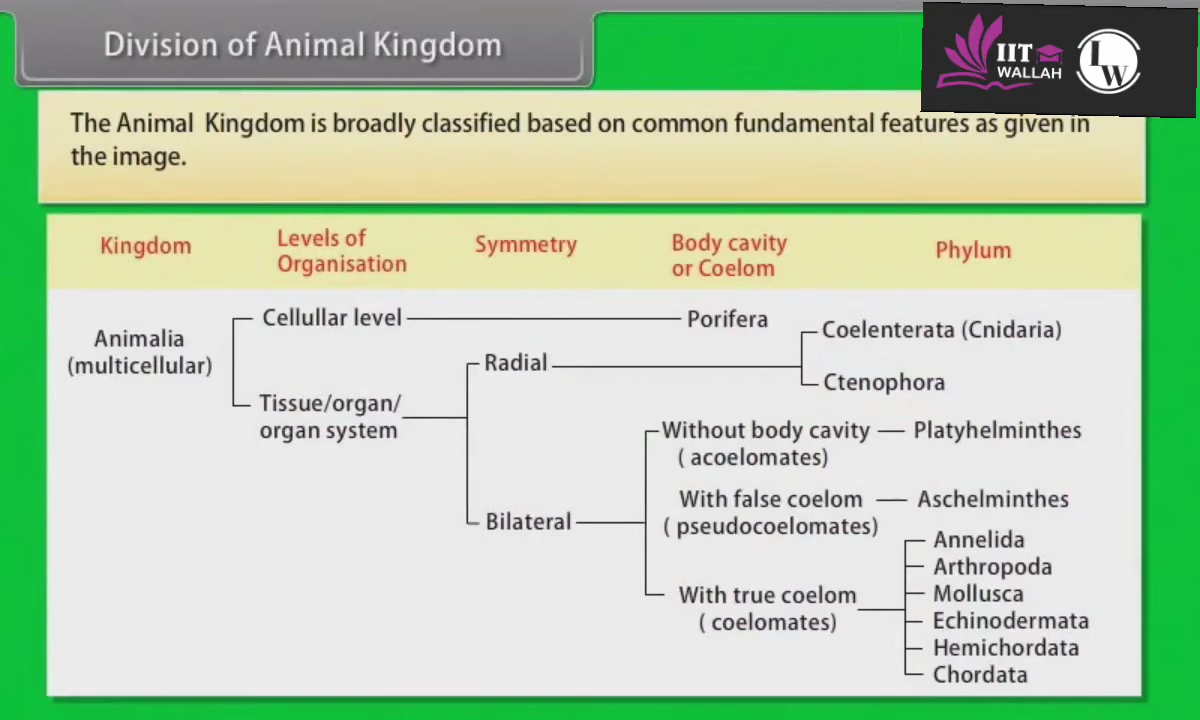 Division of Animal Kingdom
IIT
WALLAH
LW
The Animal Kingdom is broadly classified based on common fundamental features as given in
the image.
Kingdom
Levels of
Organisation
Symmetry
Body cavity
or Coelom
Phylum
Animalia
(multicellular)
Cellullar level
Porifera
Coelenterata (Cnidaria)
Radial
Ctenophora
Tissue/organ/
organ system
Without body cavity
( acoelomates)
Platyhelminthes
With false coelom
( pseudocoelomates)
Aschelminthes
Bilateral
With true coelom
( coelomates)
Annelida
Arthropoda
Mollusca
Echinodermata
Hemichordata
Chordata